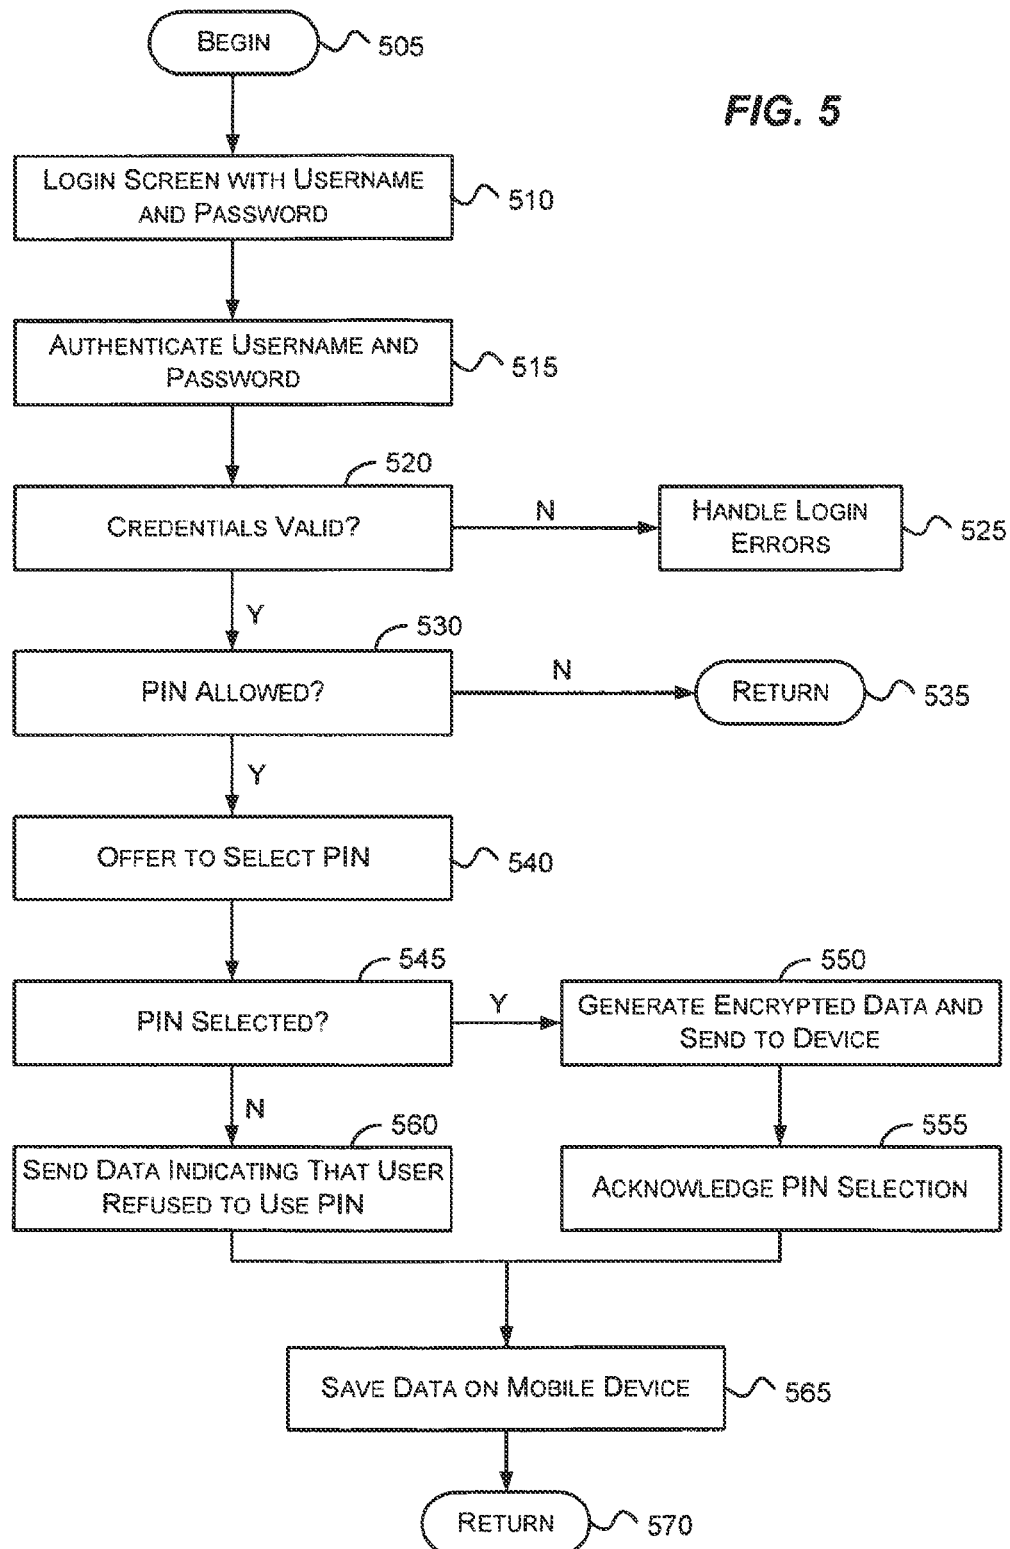 BEGIN
505
FIG. 5
LOGIN SCREEN WITH USERNAME
AND PASSWORD
510
AUTHENTICATE USERNAME AND
PASSWORD
515
520
CREDENTIALS VALID?
N
HANDLE LOGIN
ERRORS
525
Y
530
PIN ALLOWED?
N
RETURN
535
Y
OFFER TO SELECT PIN
540
545
PIN SELECTED?
Y
550
GENERATE ENCRYPTED DATA AND
SEND TO DEVICE
N
560
SEND DATA INDICATING THAT USER
REFUSED TO USE PIN
555
ACKNOWLEDGE PIN SELECTION
SAVE DATA ON MOBILE DEVICE
565
RETURN
570